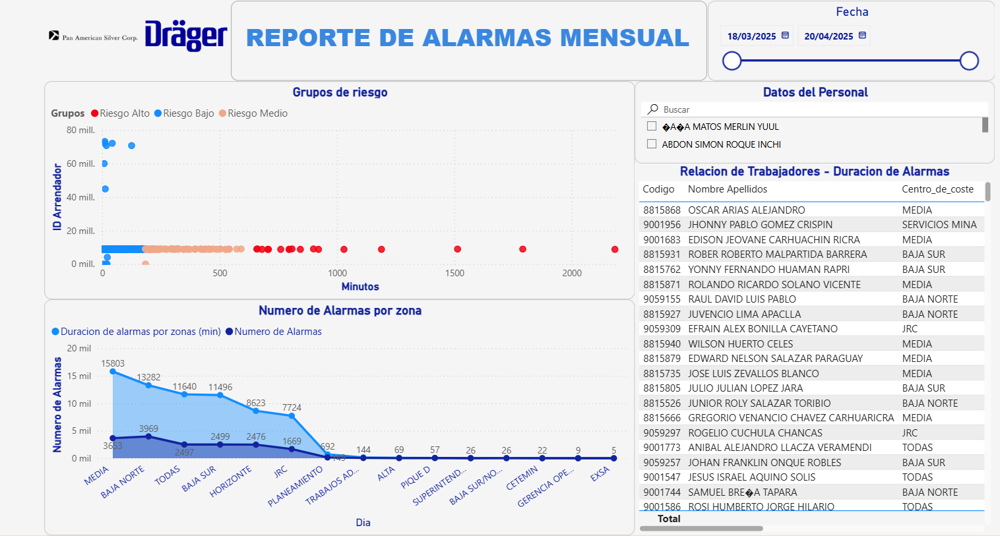 Pan American Silver Corp.
Dräger
REPORTE DE ALARMAS MENSUAL
Fecha
18/03/2025
20/04/2025
Grupos de riesgo
Grupos Riesgo Alto Riesgo Bajo Riesgo Medio
80 mill.
60 mill.
40 mill.
20 mill.
0 mill.
ID Arrendador
0 500 1000 1500 2000
Minutos
Numero de Alarmas por zona
Duracion de alarmas por zonas (min) Numero de Alarmas
20 mil
15 mil
10 mil
5 mil
0 mil
Numero de Alarmas
15803 13282 11640 11496 8623 7724 692 144 69 57 26 26 22 9 5
3653 3969 2497 2499 2476 1669 149
MEDIA
BAJA NORTE
TODAS
BAJA SUR
HORIZONTE
JRC
PLANEAMIENTO
TRABAJOS AD...
ALTA
PIQUE D
SUPERINTEND...
BAJA SUR/NO...
CETEMIN
GERENCIA OPE...
EXSA
Dia
Datos del Personal
Buscar
�A�A MATOS MERLIN YUUL
ABDON SIMON ROQUE INCHI
Relacion de Trabajadores - Duracion de Alarmas
Codigo Nombre Apellidos Centro_de_coste
8815868 OSCAR ARIAS ALEJANDRO MEDIA
9001956 JHONNY PABLO GOMEZ CRISPIN SERVICIOS MINA
9001683 EDISON JEOVANE CARHUACHIN RICRA MEDIA
8815931 ROBER ROBERTO MALPARTIDA BARRERA BAJA SUR
8815762 YONNY FERNANDO HUAMAN RAPRI BAJA SUR
8815871 ROLANDO RICARDO SOLANO VICENTE MEDIA
9059155 RAUL DAVID LUIS PABLO BAJA NORTE
8815927 JUVENCIO LIMA APACLLA BAJA NORTE
9059309 EFRAIN ALEX BONILLA CAYETANO JRC
8815940 WILSON HUERTO CELES MEDIA
8815879 EDWARD NELSON SALAZAR PARAGUAY MEDIA
8815735 JOSE LUIS ZEVALLOS BLANCO MEDIA
8815805 JULIO JULIAN LOPEZ JARA BAJA SUR
8815526 JUNIOR ROLY SALAZAR TORIBIO BAJA NORTE
8815666 GREGORIO VENANCIO CHAVEZ CARHUARICRA MEDIA
9059297 ROGELIO CUCHULA CHANCAS JRC
9001773 ANIBAL ALEJANDRO LLACZA VERAMENDI TODAS
9059257 JOHAN FRANKLIN ONQUE ROBLES BAJA SUR
9001547 JESUS ISRAEL AQUINO SOLIS TODAS
9001744 SAMUEL BRE�A TAPARA BAJA NORTE
9001586 ROSI HUMBERTO JORGE HILARIO TODAS
Total